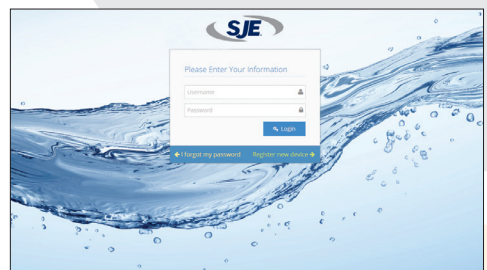 SJE
Please Enter Your Information
Username
Password
Login
I forgot my password Register new device